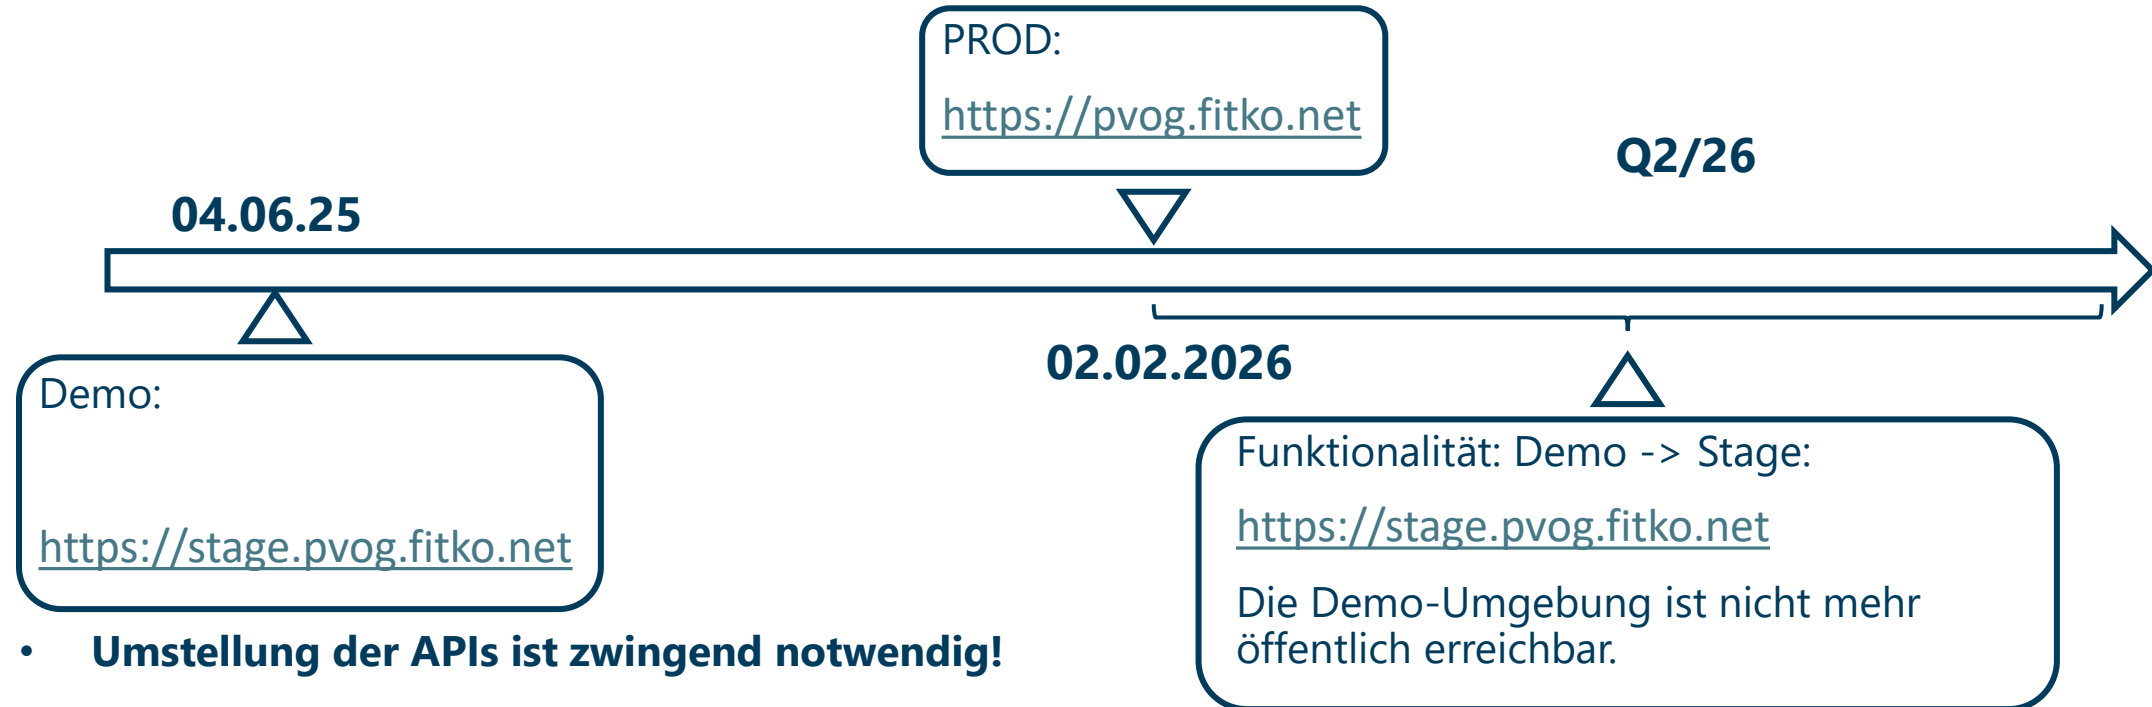 PROD:
https://pvog.fitko.net
Q2/26
04.06.25
02.02.2026
Demo:
https://stage.pvog.fitko.net
Funktionalität: Demo -> Stage:
https://stage.pvog.fitko.net
Die Demo-Umgebung ist nicht mehr
öffentlich erreichbar.
• Umstellung der APIs ist zwingend notwendig!